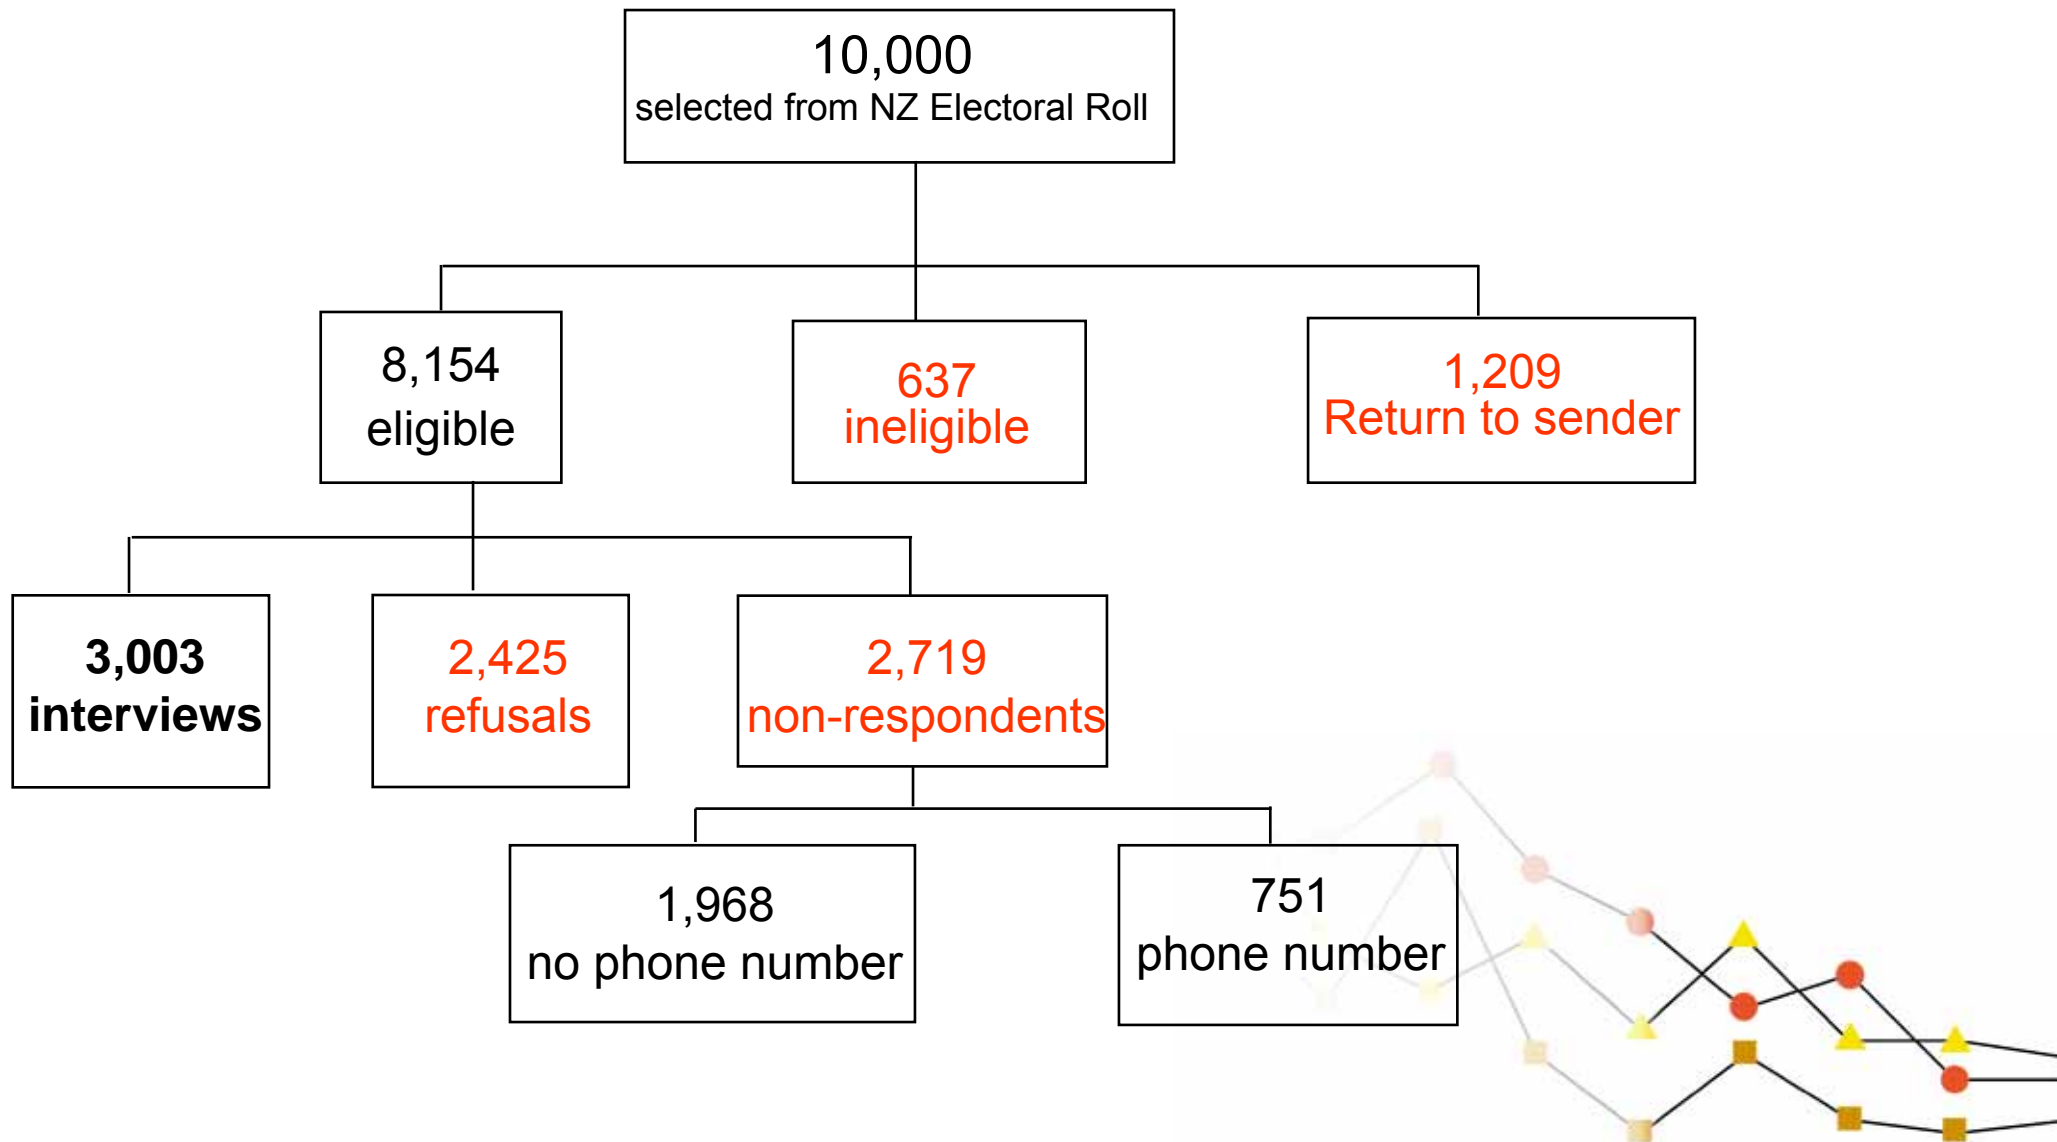 10,000
selected from NZ Electoral Roll
8,154
eligible
637
ineligible
1,209
Return to sender
3,003
interviews
2,425
refusals
2,719
non-respondents
1,968
no phone number
751
phone number